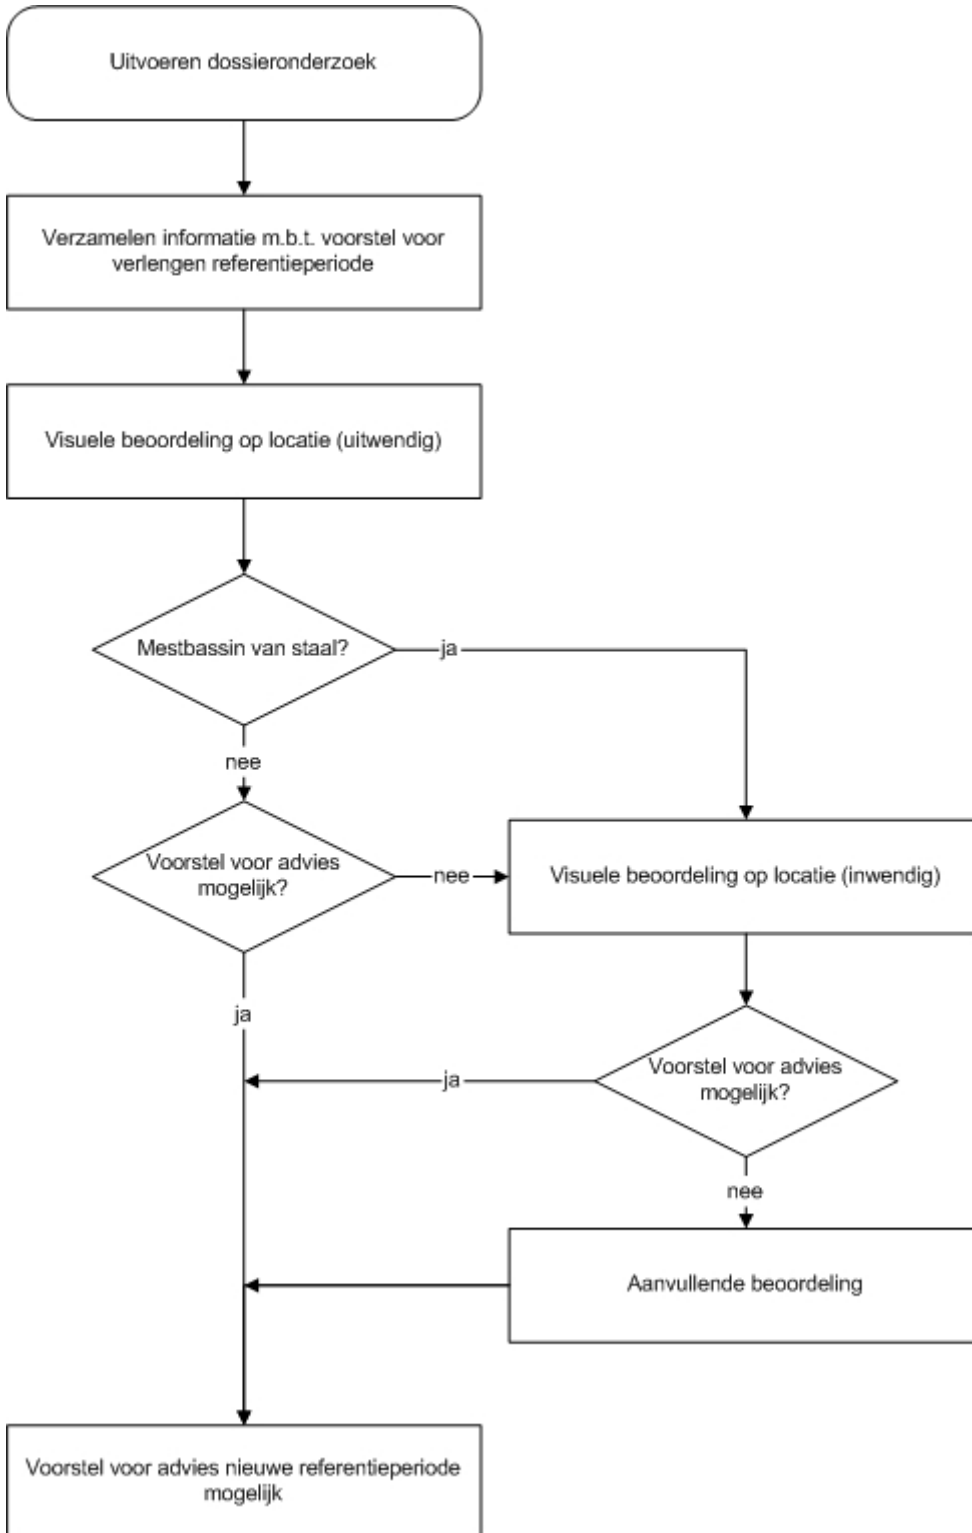 Uitvoeren dossieronderzoek
Verzamelen informatie m.b.t. voorstel voor
verlengen referentieperiode
Visuele beoordeling op locatie (uitwendig)
Mestbassin van staal?
ja
nee
Voorstel voor advies
mogelijk?
nee
Visuele beoordeling op locatie (inwendig)
ja
Voorstel voor advies
mogelijk?
ja
nee
Aanvullende beoordeling
Voorstel voor advies nieuwe referentieperiode
mogelijk